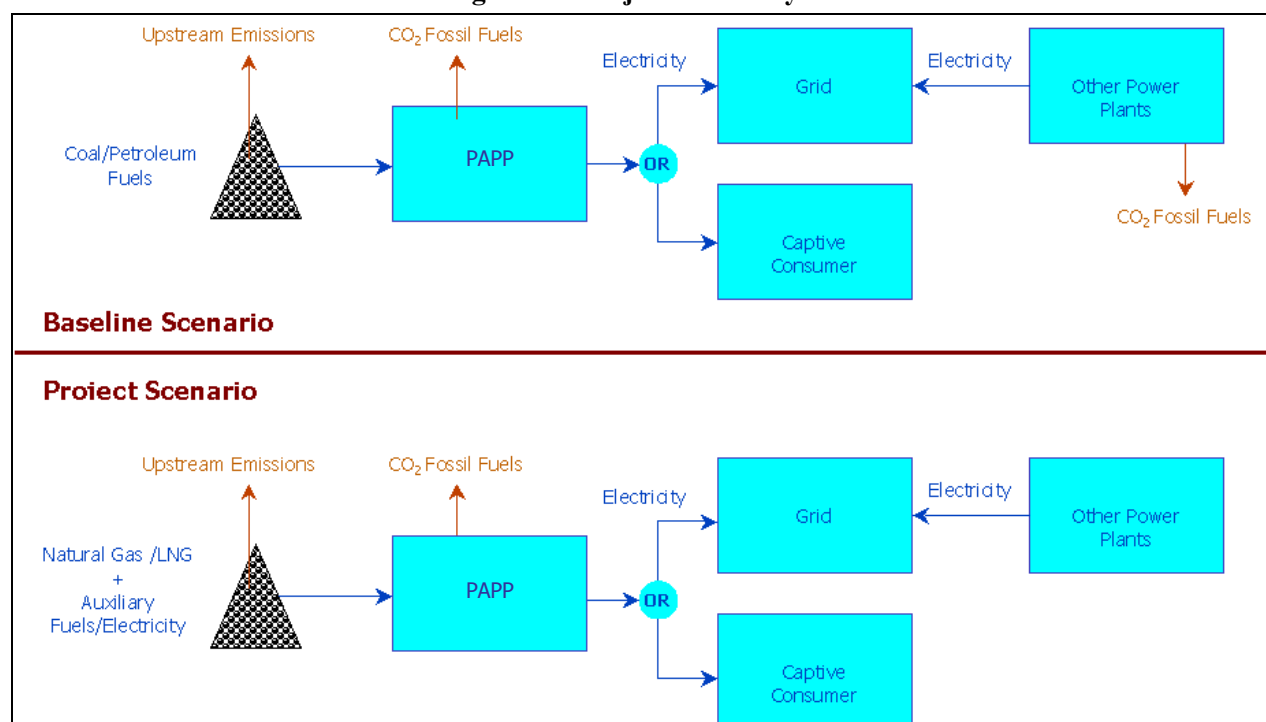 Upstream Emissions
CO₂ Fossil Fuels
Electricity
Electricity
Grid
Other Power
Plants
Coal/Petroleum
Fuels
PAPP
OR
Captive
Consumer
CO₂ Fossil Fuels
Baseline Scenario
Project Scenario
Upstream Emissions
CO₂ Fossil Fuels
Electricity
Electricity
Grid
Other Power
Plants
Natural Gas /LNG
+
Auxiliary
Fuels/Electricity
PAPP
OR
Captive
Consumer